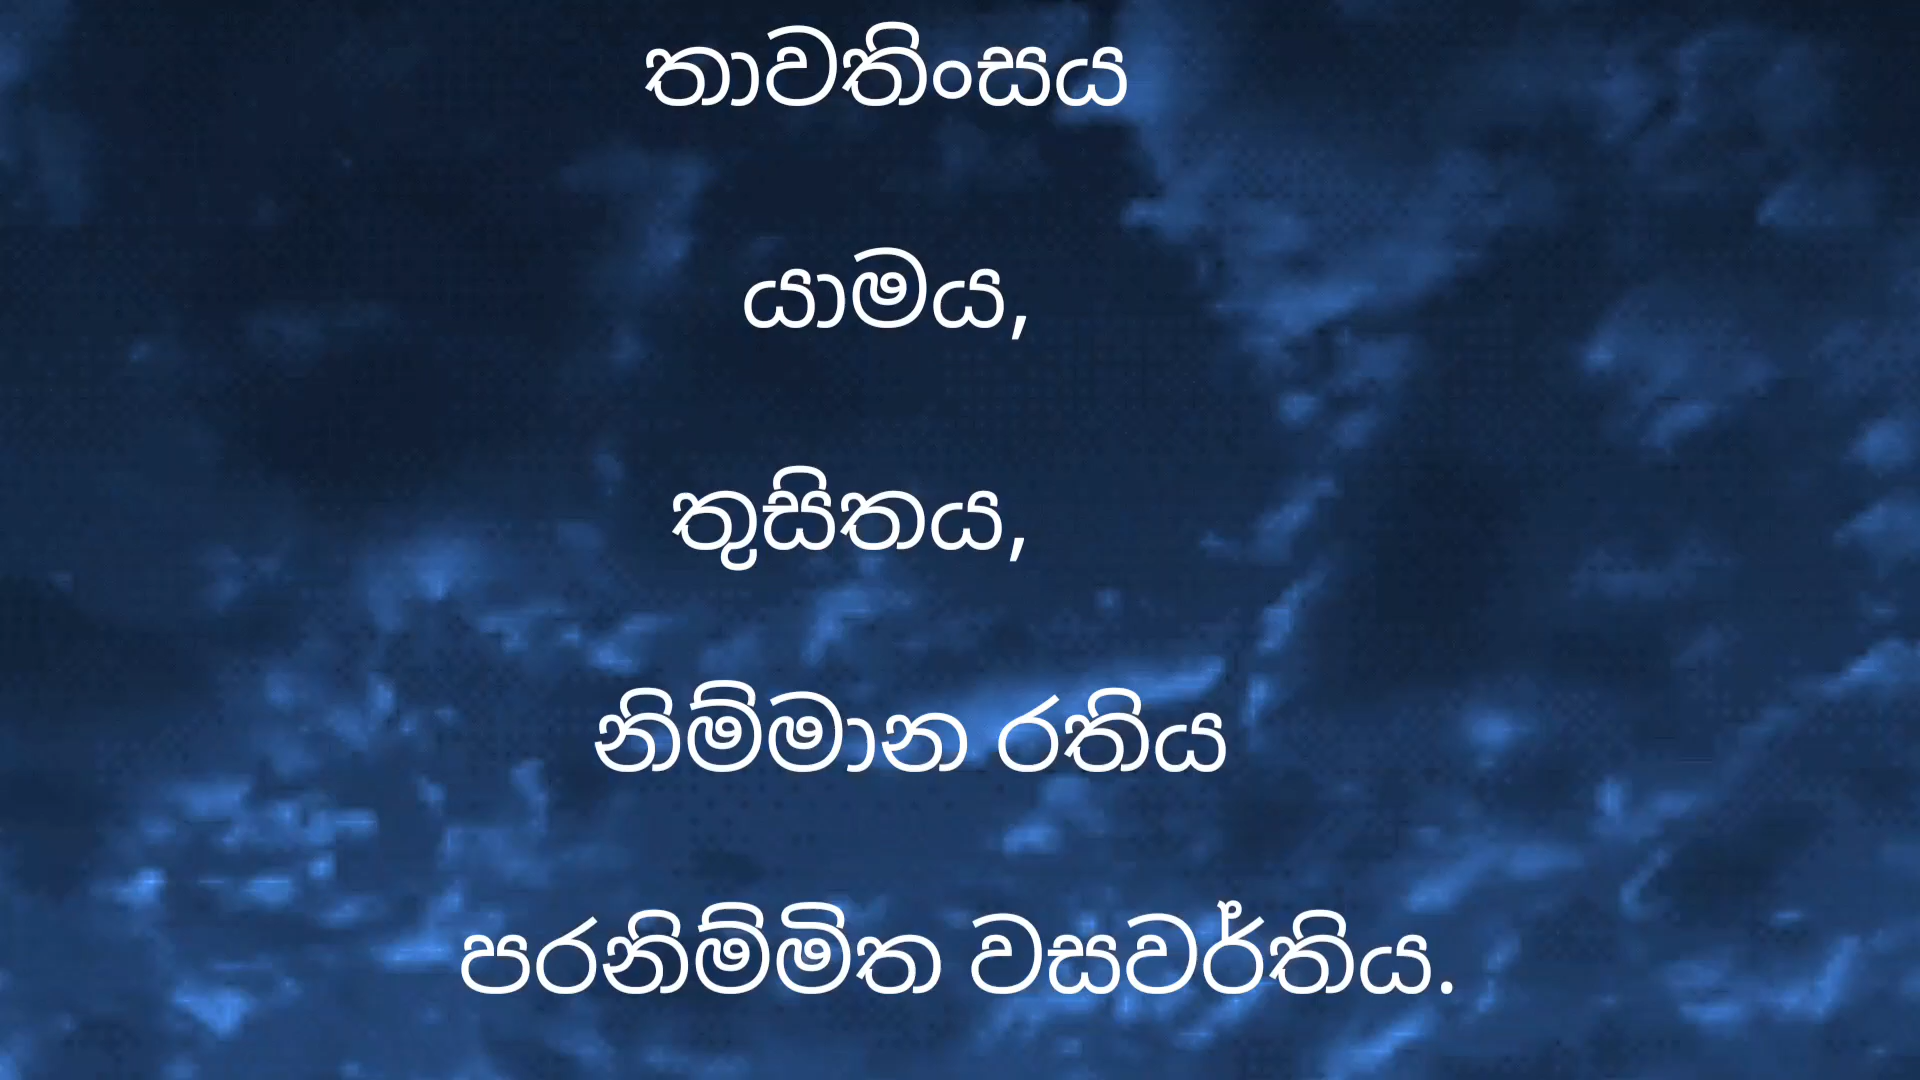 තාවතිංසය
යාමය,
තුසිතය,
නිම්මාන රතිය
පරනිම්මිත වසවර්තිය.